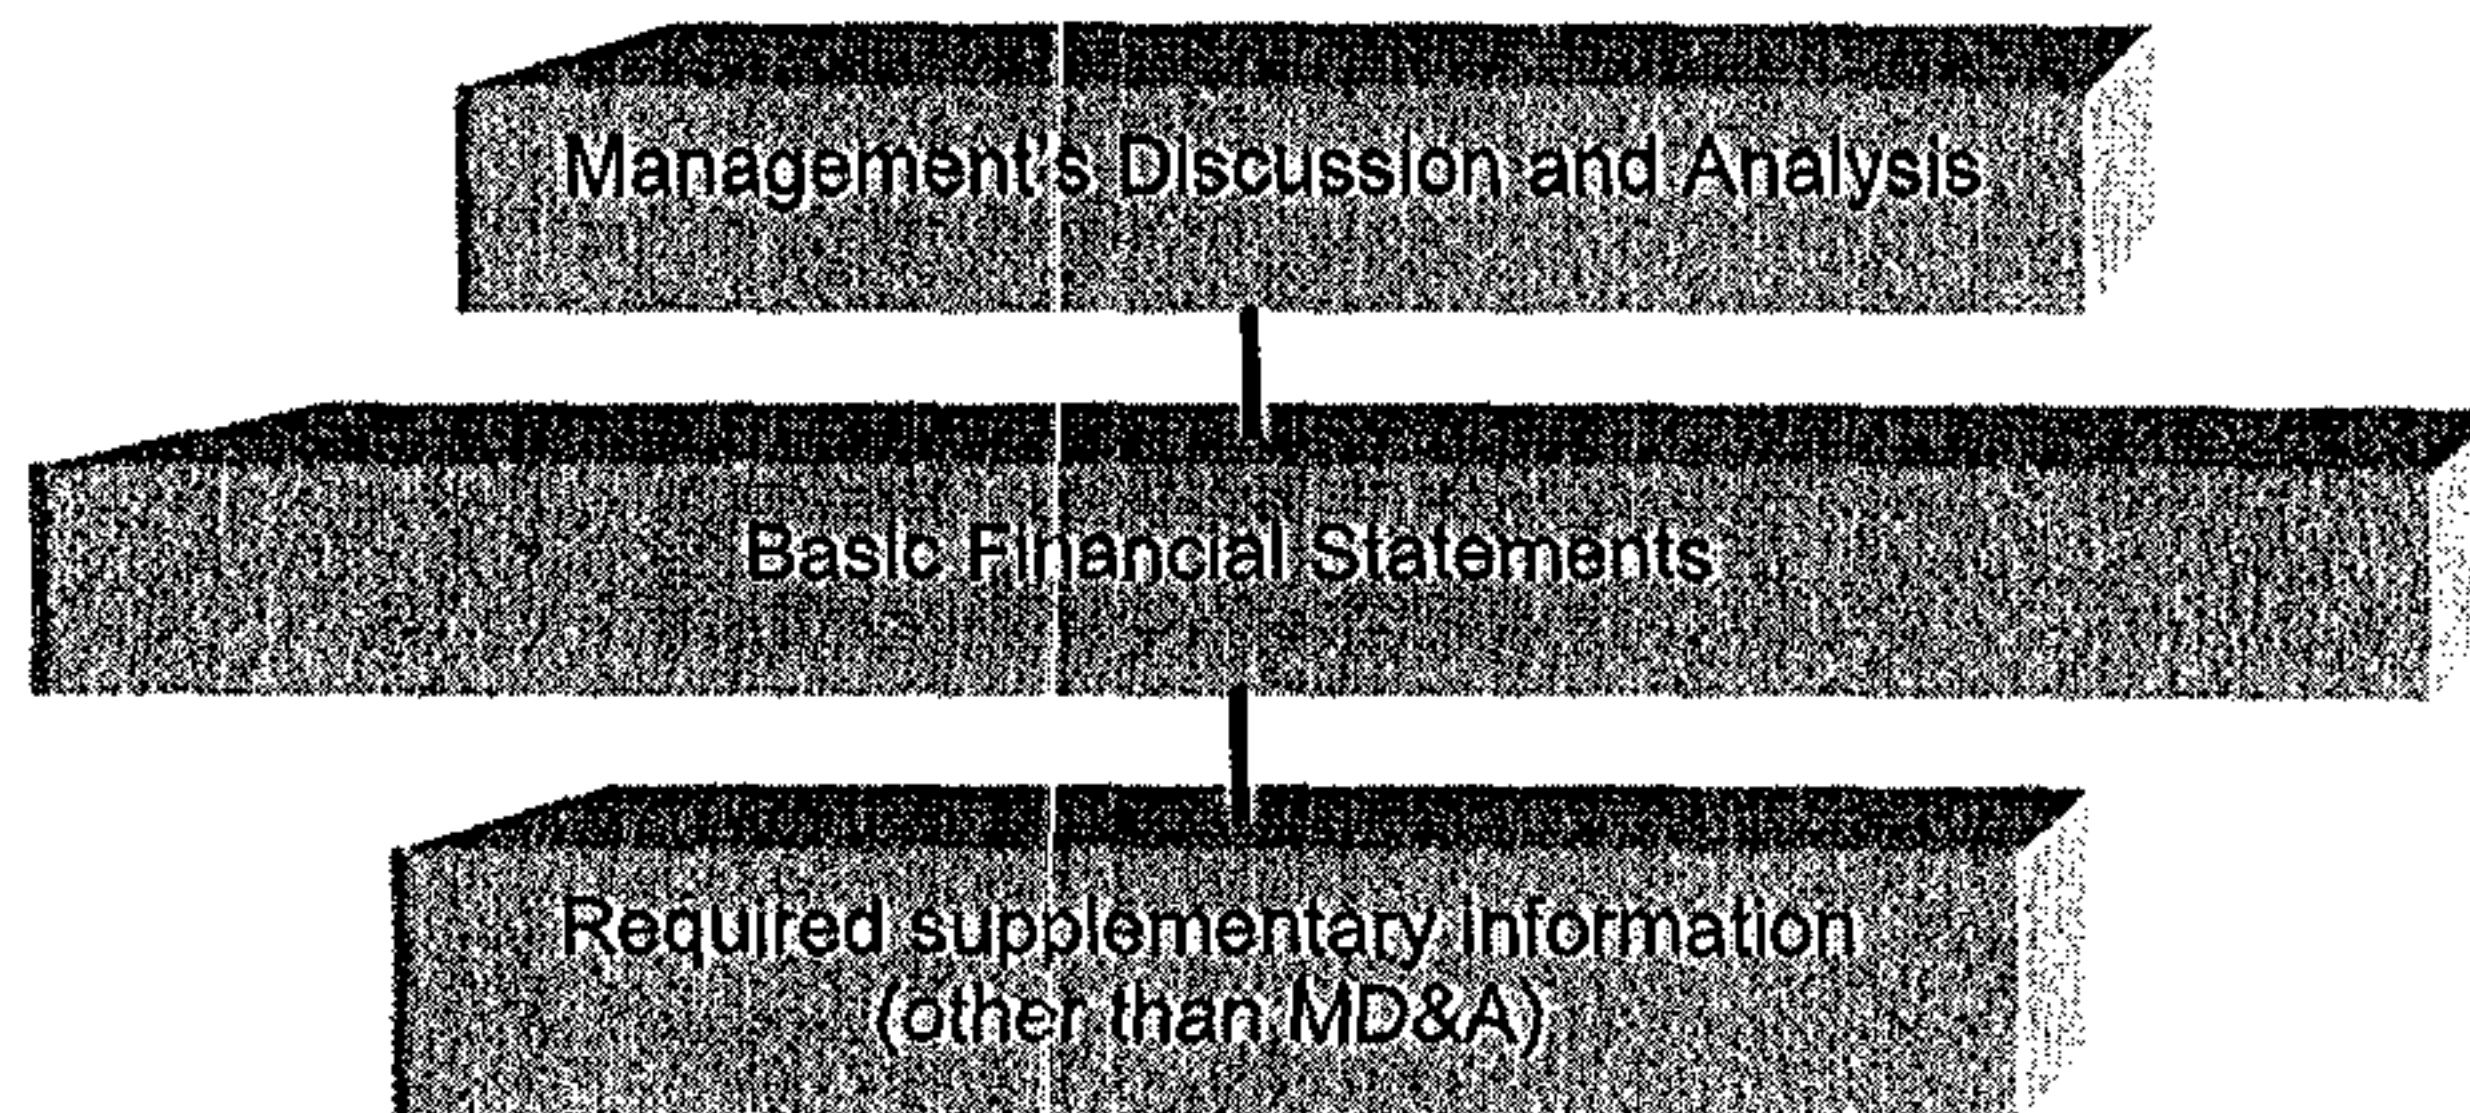 Management's Discussion and Analysis
Basic Financial Statements
Required supplementary information
(other than MD&A)